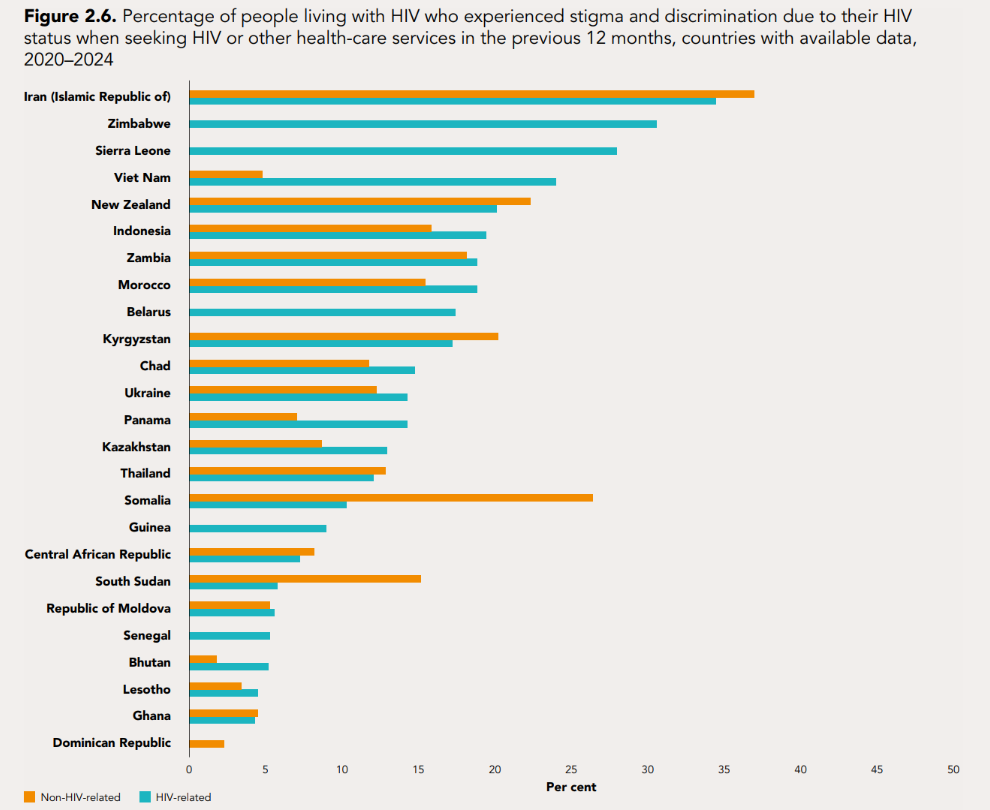 Figure 2.6. Percentage of people living with HIV who experienced stigma and discrimination due to their HIV
status when seeking HIV or other health-care services in the previous 12 months, countries with available data,
2020–2024
Iran (Islamic Republic of)
Zimbabwe
Sierra Leone
Viet Nam
New Zealand
Indonesia
Zambia
Morocco
Belarus
Kyrgyzstan
Chad
Ukraine
Panama
Kazakhstan
Thailand
Somalia
Guinea
Central African Republic
South Sudan
Republic of Moldova
Senegal
Bhutan
Lesotho
Ghana
Dominican Republic
0 5 10 15 20 25 30 35 40 45 50
Per cent
Non-HIV-related HIV-related